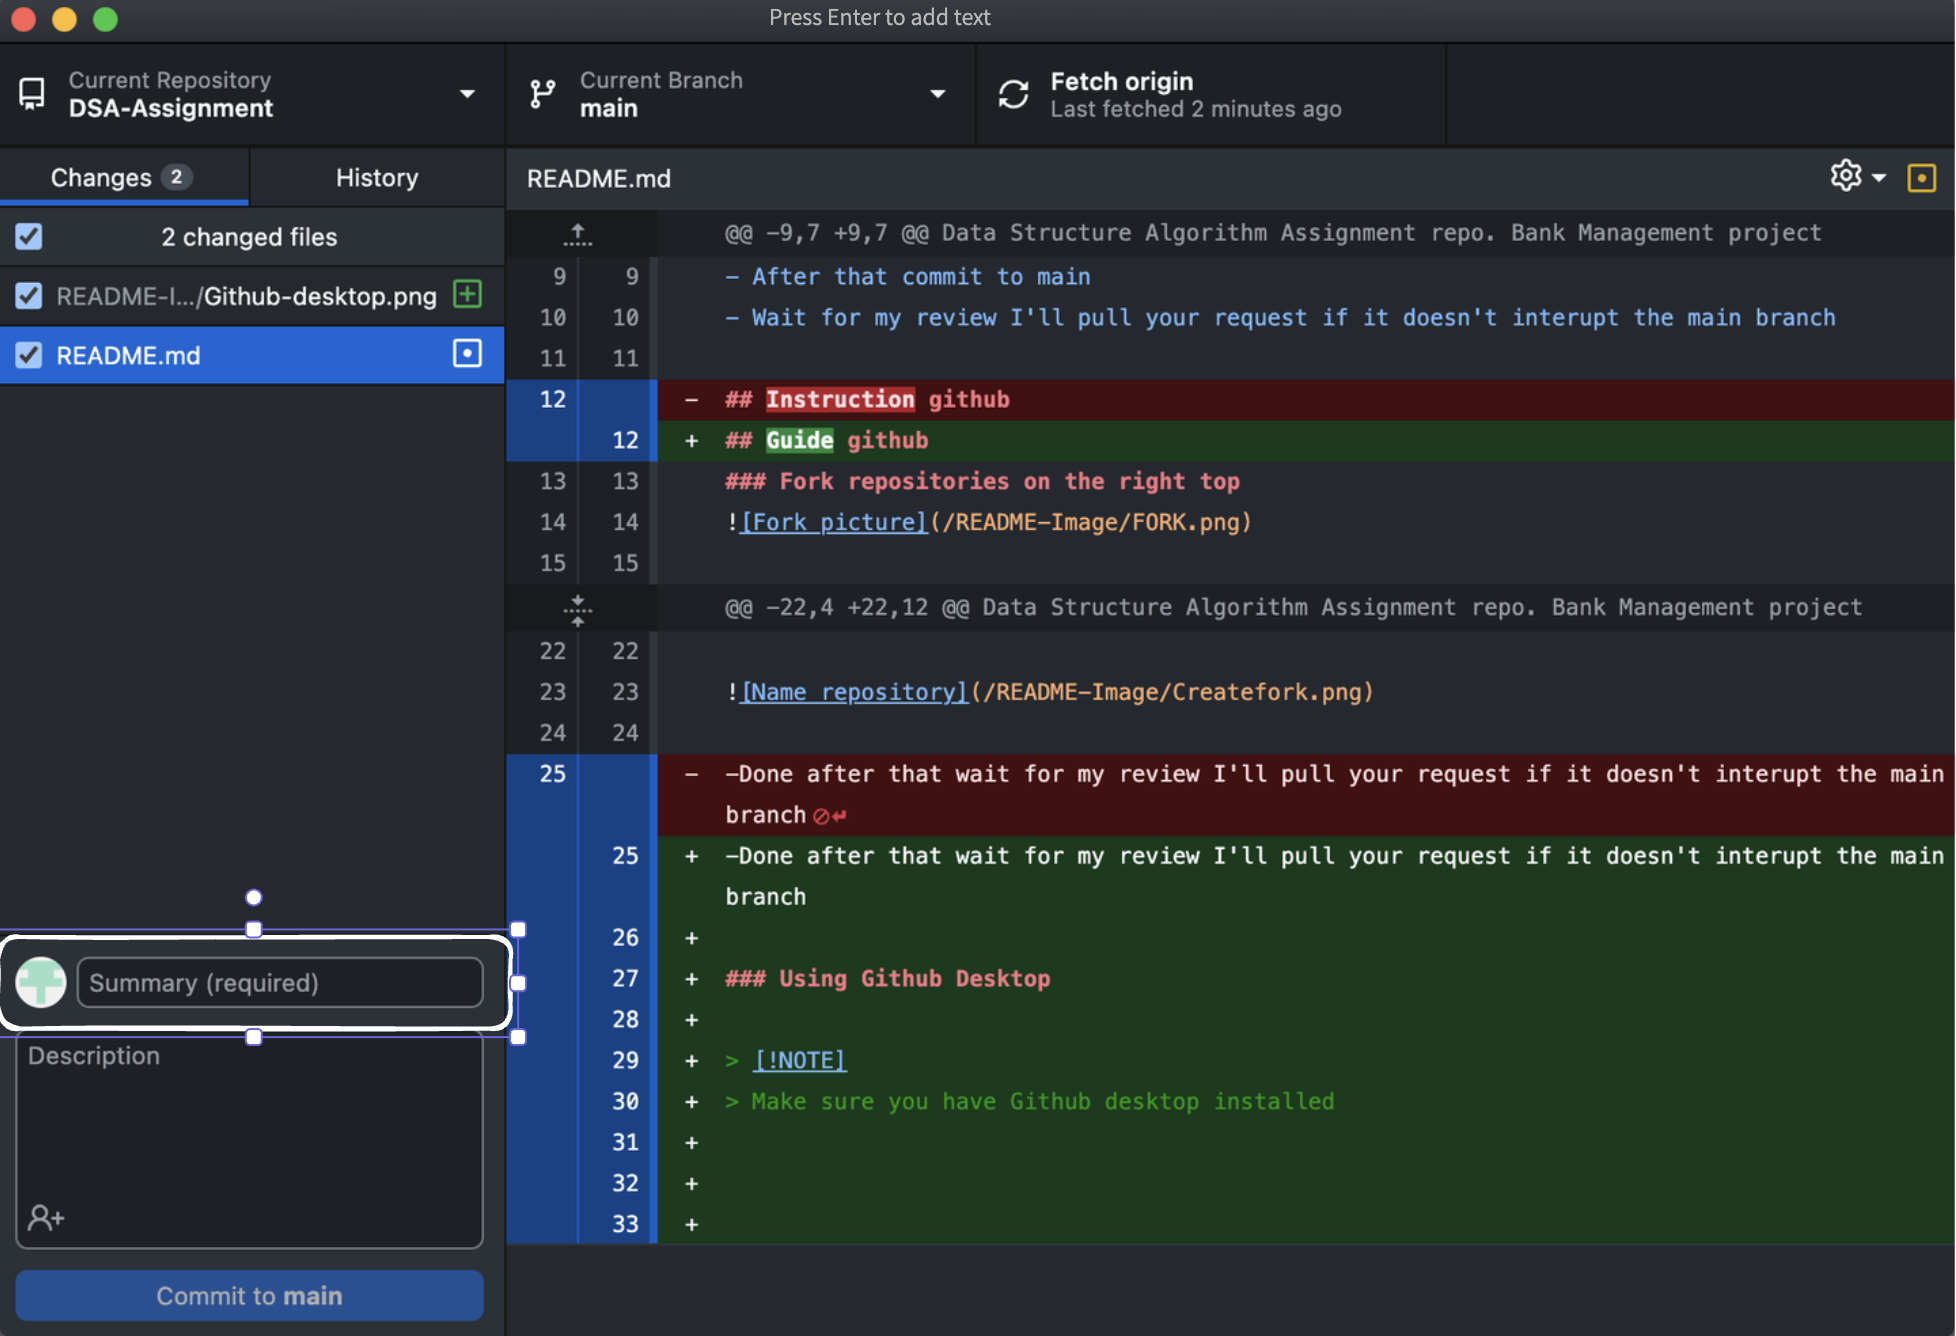 Press Enter to add text
Current Repository
DSA-Assignment
Current Branch
main
Fetch origin
Last fetched 2 minutes ago
Changes 2
History
README.md
2 changed files
README-I.../Github-desktop.png
README.md
@@ -9,7 +9,7 @@ Data Structure Algorithm Assignment repo. Bank Management project
9 9 - After that commit to main
10 10 - Wait for my review I'll pull your request if it doesn't interupt the main branch
11 11
12 - ## Instruction github
12 + ## Guide github
13 13 ### Fork repositories on the right top
14 14 ![Fork picture](/README-Image/FORK.png)
15 15
@@ -22,4 +22,12 @@ Data Structure Algorithm Assignment repo. Bank Management project
22 22
23 23 ![Name repository](/README-Image/Createfork.png)
24 24
25 - -Done after that wait for my review I'll pull your request if it doesn't interupt the main
branch
25 + -Done after that wait for my review I'll pull your request if it doesn't interupt the main
branch
26 +
27 + ### Using Github Desktop
28 +
29 + > [!NOTE]
30 + > Make sure you have Github desktop installed
31 +
32 +
33 +
Summary (required)
Description
Commit to main